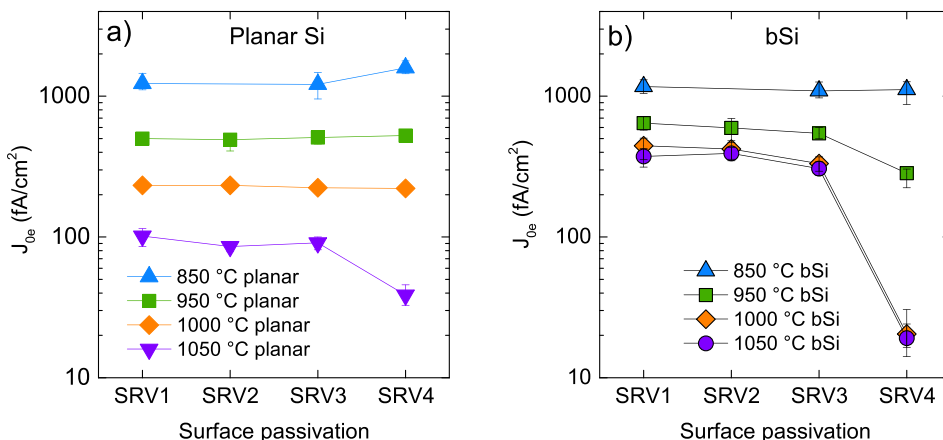 a)
Planar Si
1000
100
10
J0e (fA/cm²)
850 °C planar
950 °C planar
1000 °C planar
1050 °C planar
SRV1 SRV2 SRV3 SRV4
Surface passivation
b)
bSi
1000
100
10
J0e (fA/cm²)
850 °C bSi
950 °C bSi
1000 °C bSi
1050 °C bSi
SRV1 SRV2 SRV3 SRV4
Surface passivation